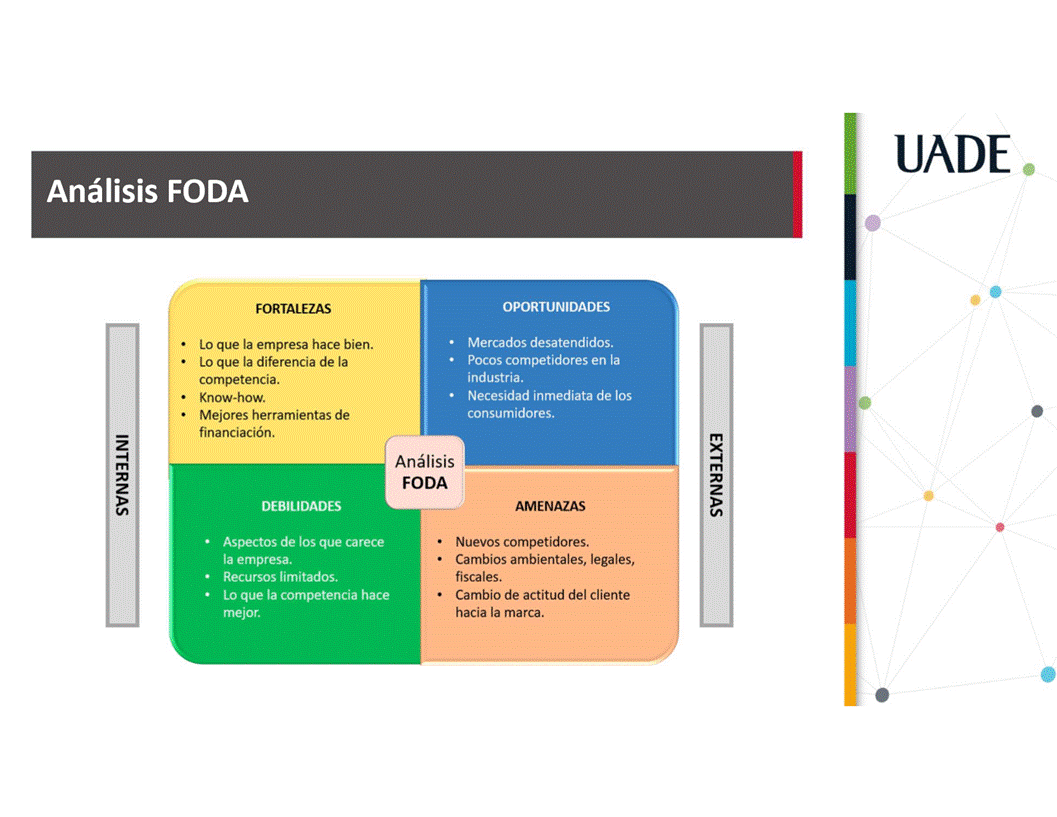 UADE
Análisis FODA
INTERNAS
FORTALEZAS
• Lo que la empresa hace bien.
• Lo que la diferencia de la
competencia.
• Know-how.
• Mejores herramientas de
financiación.
OPORTUNIDADES
• Mercados desatendidos.
• Pocos competidores en la
industria.
• Necesidad inmediata de los
consumidores.
Análisis
FODA
DEBILIDADES
• Aspectos de los que carece
la empresa.
• Recursos limitados.
• Lo que la competencia hace
mejor.
AMENAZAS
• Nuevos competidores.
• Cambios ambientales, legales,
fiscales.
• Cambio de actitud del cliente
hacia la marca.
EXTERNAS